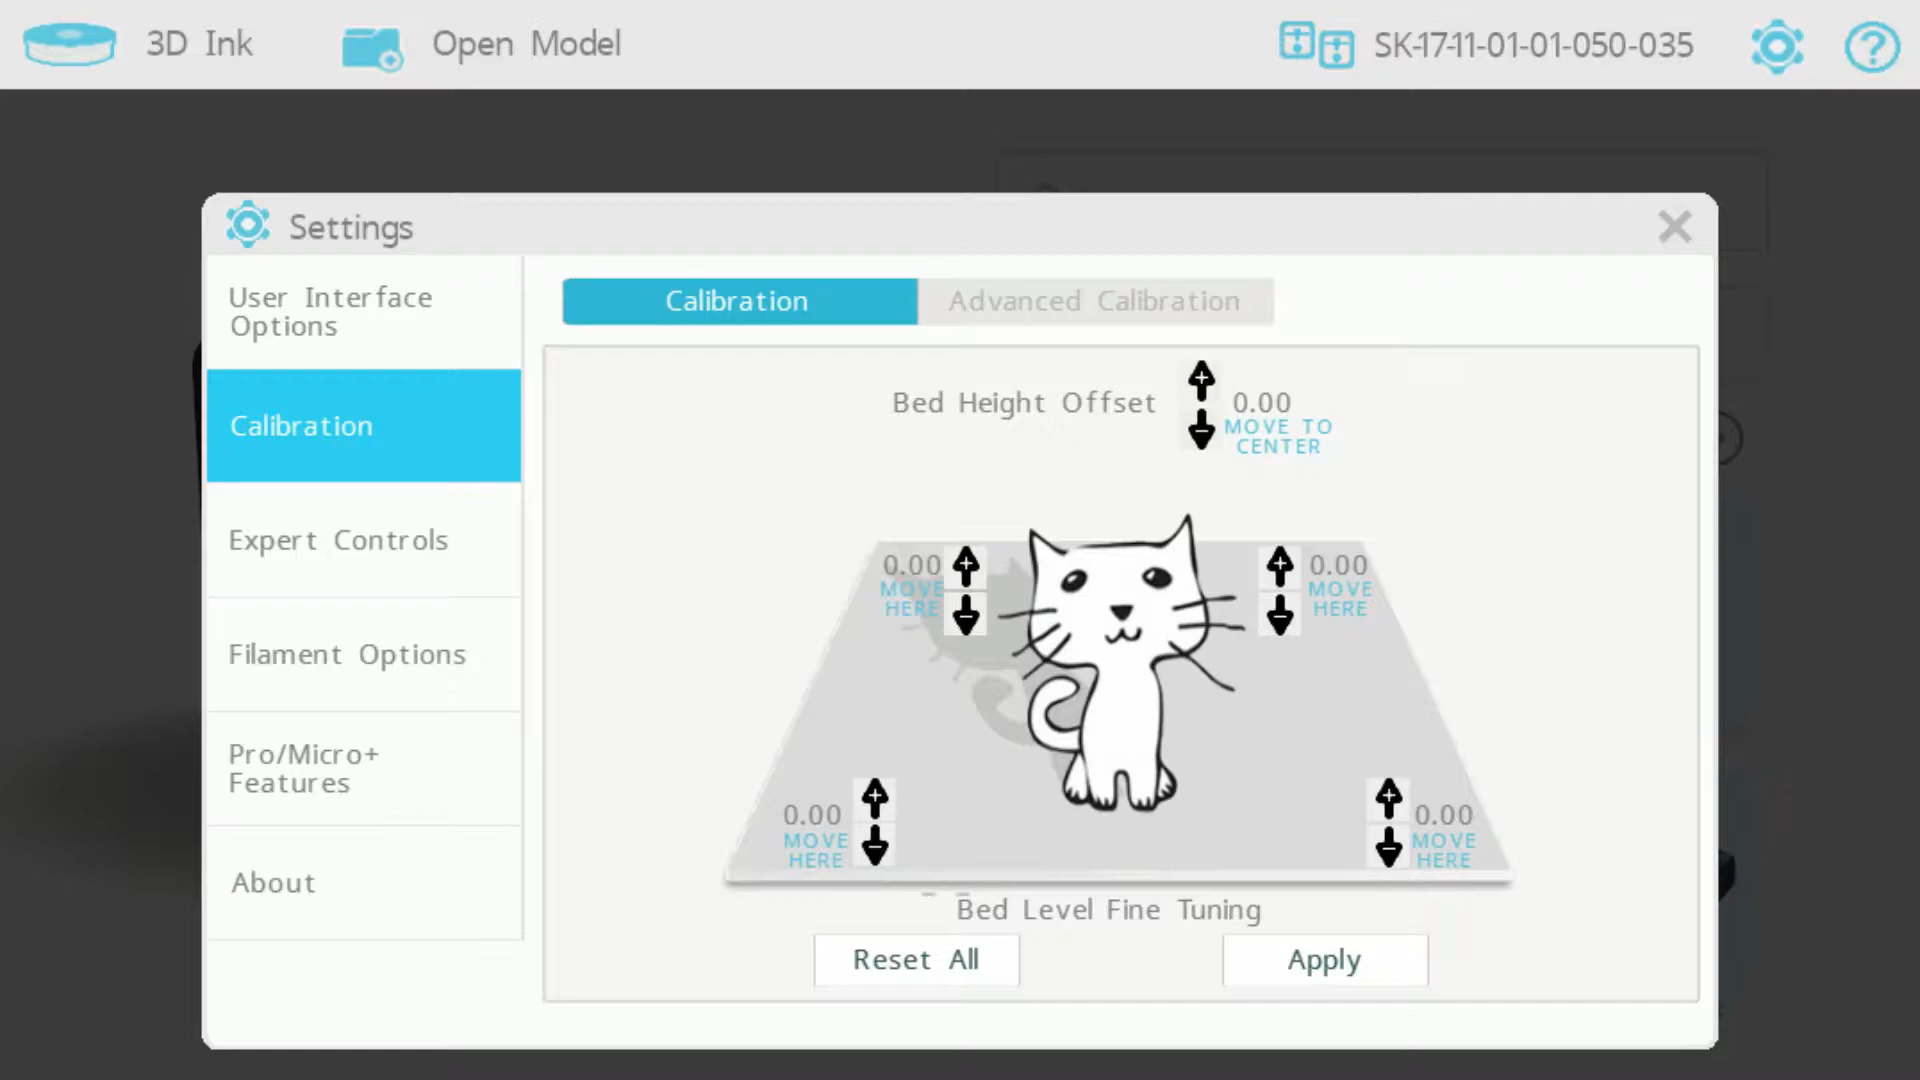 3D Ink
Open Model
SK-17-11-01-01-050-035
Settings
User Interface
Options
Calibration
Expert Controls
Filament Options
Pro/Micro+
Features
About
Calibration
Advanced Calibration
Bed Height Offset
0.00
MOVE TO
CENTER
0.00
MOVE
HERE
0.00
MOVE
HERE
0.00
MOVE
HERE
0.00
MOVE
HERE
Bed Level Fine Tuning
Reset All
Apply